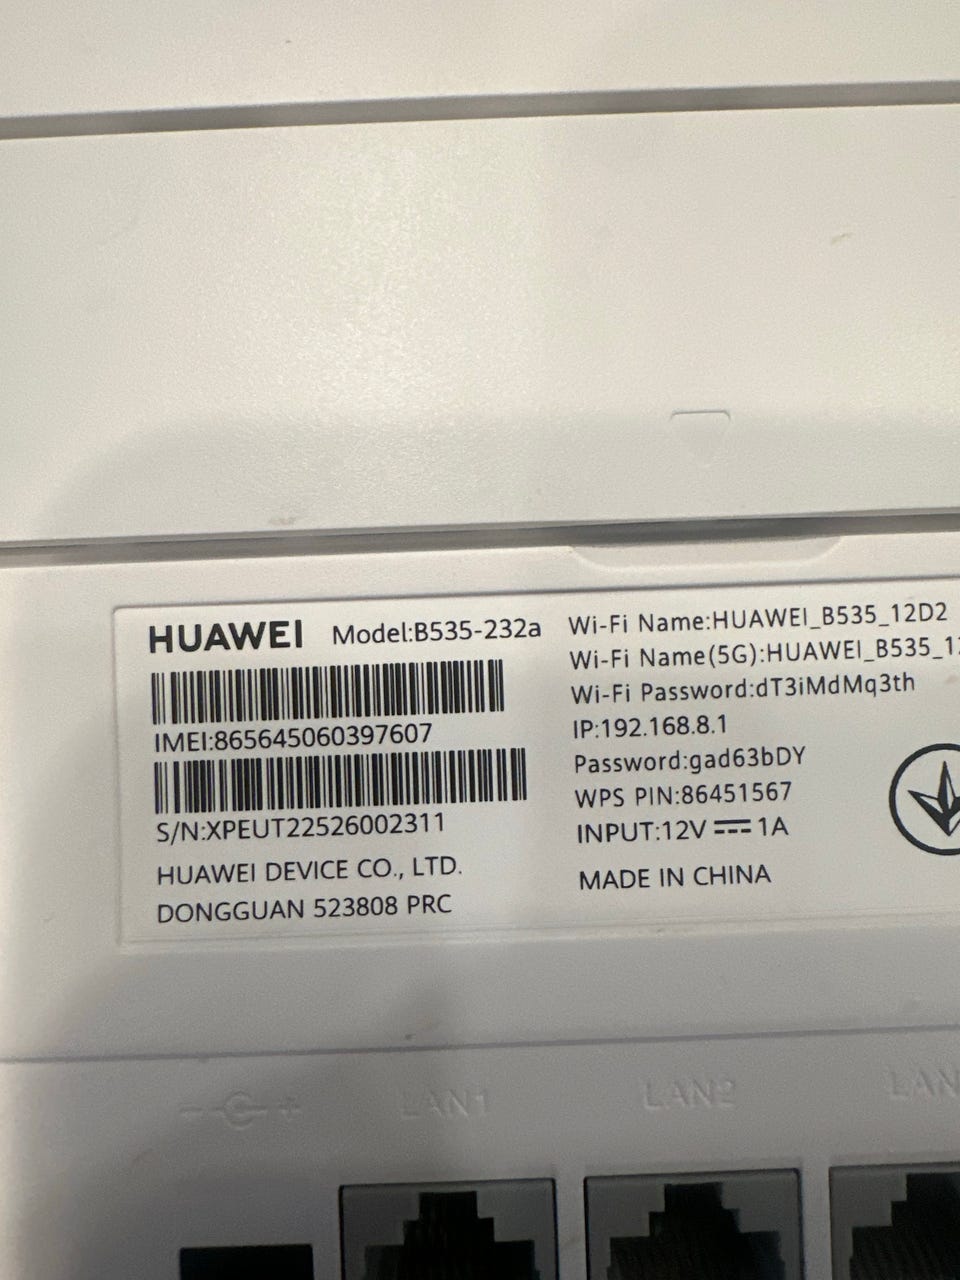 HUAWEI Model:B535-232a
IMEI:865645060397607
S/N:XPEUT22526002311
HUAWEI DEVICE CO., LTD.
DONGGUAN 523808 PRC
Wi-Fi Name:HUAWEI_B535_12D2
Wi-Fi Name(5G):HUAWEI_B535_1
Wi-Fi Password:dT3iMdMq3th
IP:192.168.8.1
Password:gad63bDY
WPS PIN:86451567
INPUT:12V ⎓ 1A
MADE IN CHINA
LAN1 LAN2 LAN